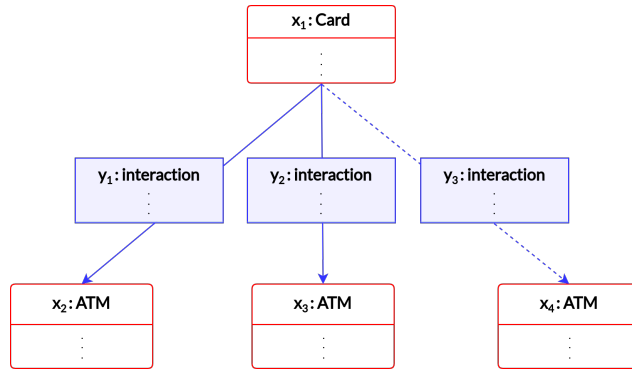 x₁: Card
y₁: interaction
y₂: interaction
y₃: interaction
x₂: ATM
x₃: ATM
x₄: ATM